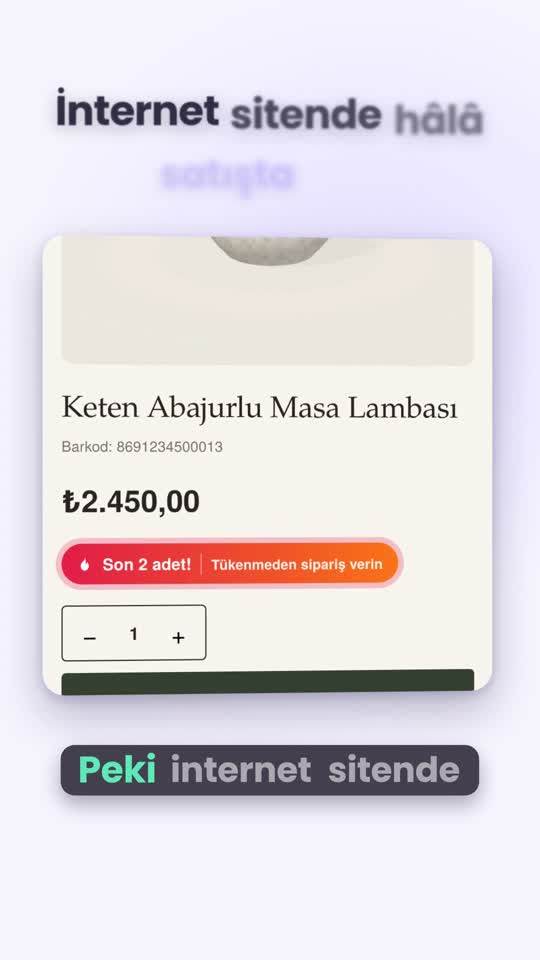 İnternet sitende hâlâ
satışta
Keten Abajurlu Masa Lambası
Barkod: 8691234500013
₺2.450,00
Son 2 adet! Tükenmeden sipariş verin
− 1 +
Peki internet sitende